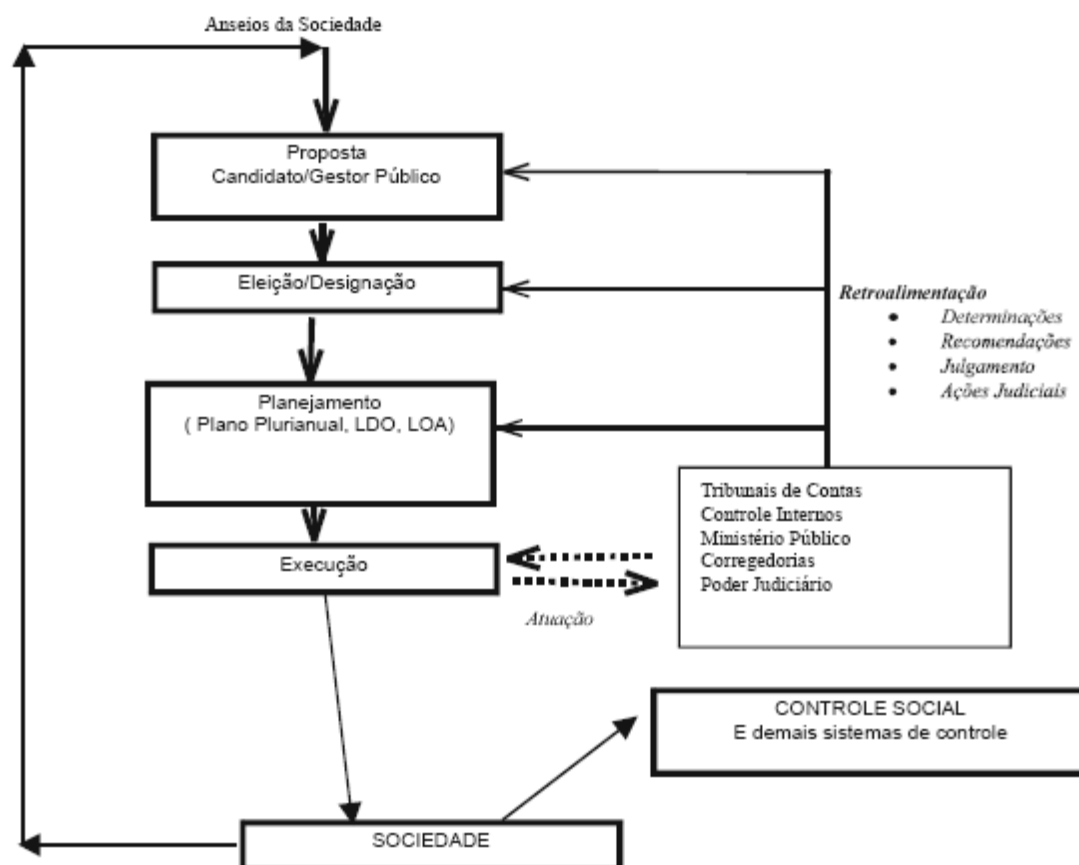 Anseios da Sociedade
Proposta
Candidato/Gestor Público
Eleição/Designação
Retroalimentação
• Determinações
• Recomendações
• Julgamento
• Ações Judiciais
Planejamento
( Plano Plurianual, LDO, LOA)
Tribunais de Contas
Controle Internos
Ministério Público
Corregedorias
Poder Judiciário
Execução
Atuação
CONTROLE SOCIAL
E demais sistemas de controle
SOCIEDADE